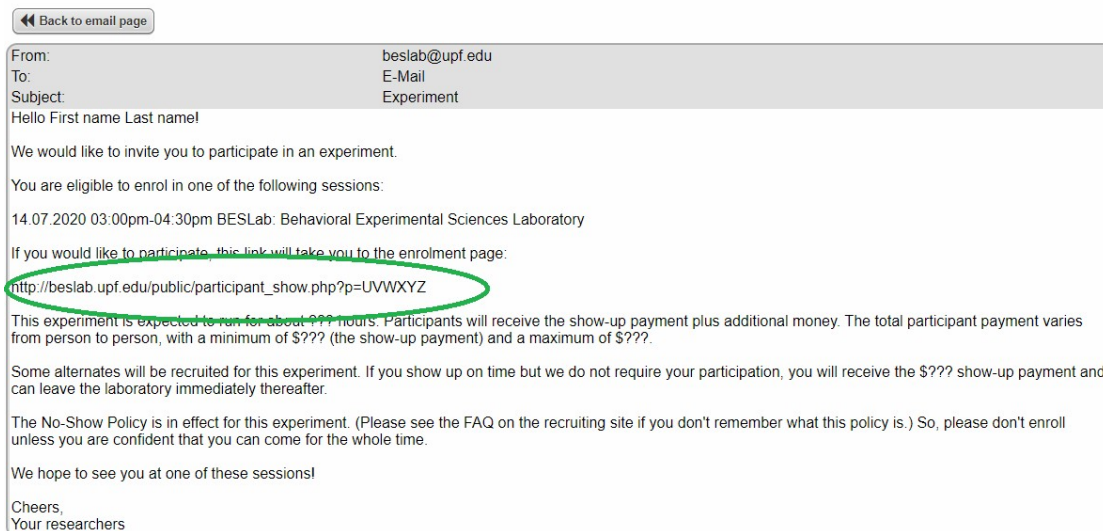 Back to email page
From: beslab@upf.edu
To: E-Mail
Subject: Experiment
Hello First name Last name!
We would like to invite you to participate in an experiment.
You are eligible to enrol in one of the following sessions:
14.07.2020 03:00pm-04:30pm BESLab: Behavioral Experimental Sciences Laboratory
If you would like to participate, this link will take you to the enrolment page:
http://beslab.upf.edu/public/participant_show.php?p=UVWXYZ
This experiment is expected to run for about ??? hours. Participants will receive the show-up payment plus additional money. The total participant payment varies
from person to person, with a minimum of $??? (the show-up payment) and a maximum of $???.
Some alternates will be recruited for this experiment. If you show up on time but we do not require your participation, you will receive the $??? show-up payment and
can leave the laboratory immediately thereafter.
The No-Show Policy is in effect for this experiment. (Please see the FAQ on the recruiting site if you don't remember what this policy is.) So, please don't enroll
unless you are confident that you can come for the whole time.
We hope to see you at one of these sessions!
Cheers,
Your researchers